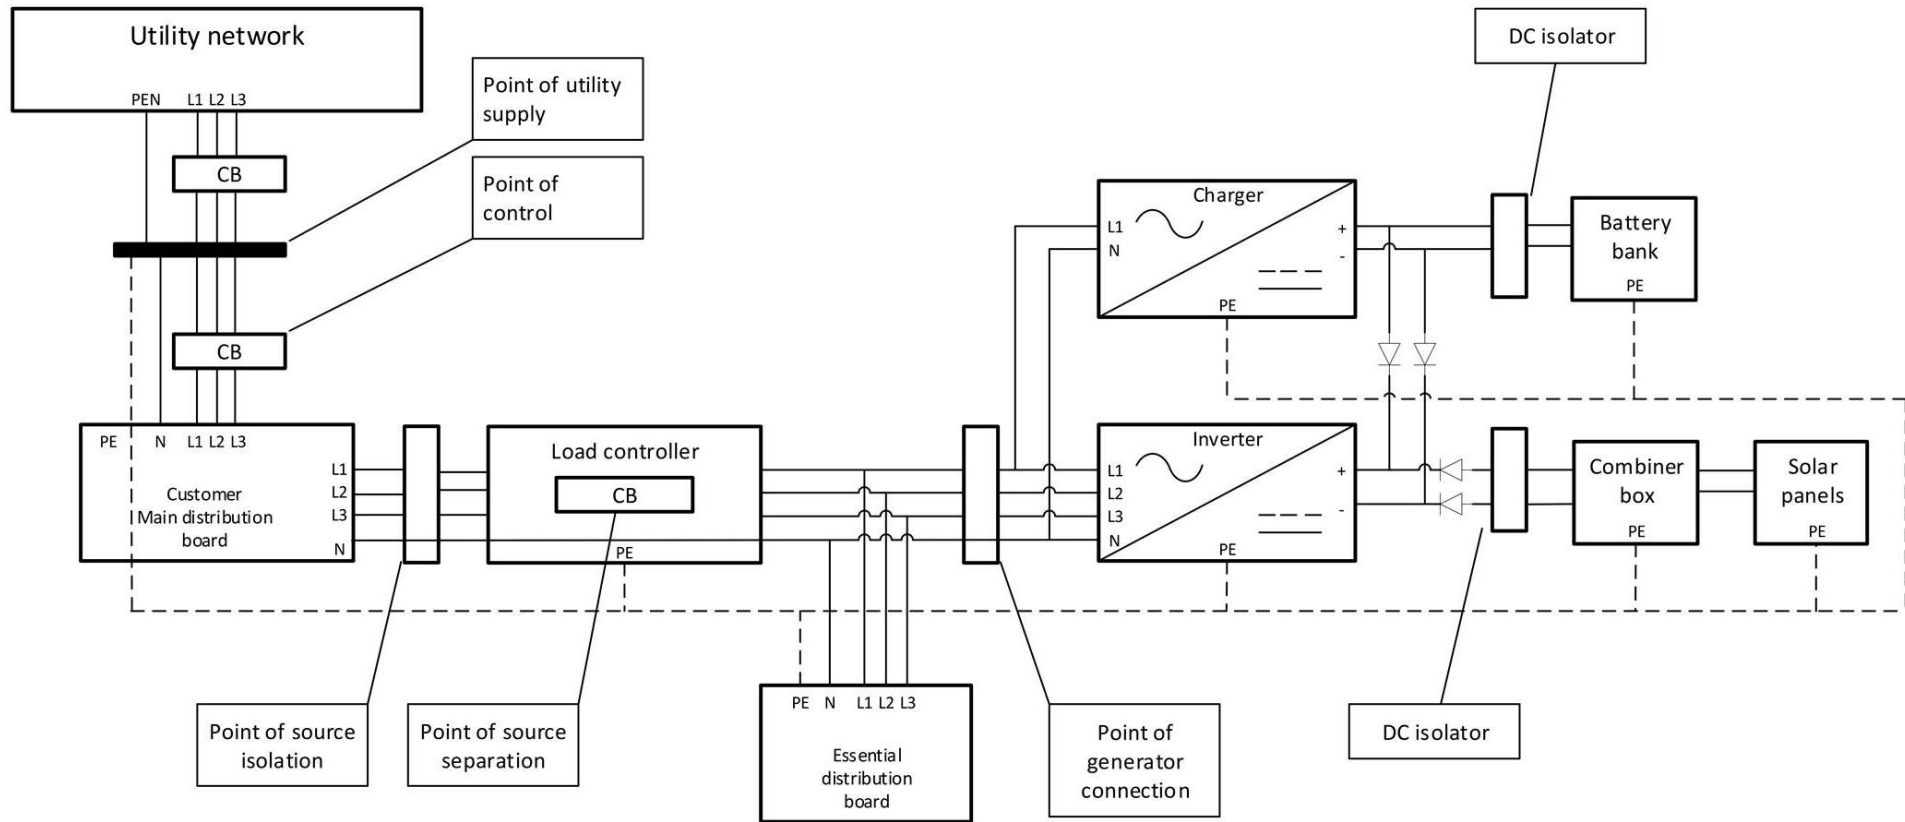 Utility network
PEN L1 L2 L3
CB
Point of utility
supply
Point of
control
CB
PE N L1 L2 L3
Customer
Main distribution
board
L1
L2
L3
N
Load controller
CB
PE
Point of source
isolation
Point of source
separation
PE N L1 L2 L3
Essential
distribution
board
Point of
generator
connection
Charger
L1
N
+
-
PE
Inverter
L1
L2
L3
N
+
-
PE
DC isolator
Battery
bank
PE
Combiner
box
PE
Solar
panels
PE
DC isolator